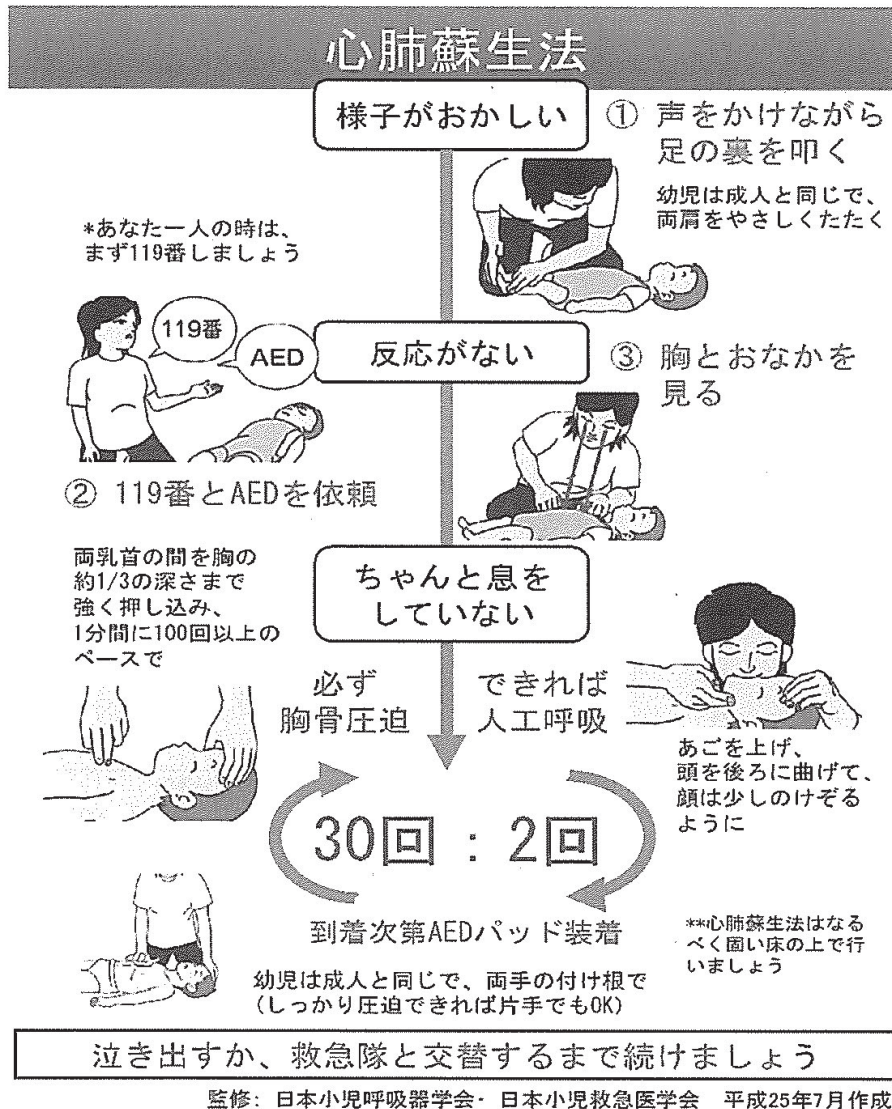 心肺蘇生法
様子がおかしい
① 声をかけながら
足の裏を叩く
幼児は成人と同じで、
両肩をやさしくたたく
*あなた一人の時は、
まず119番しましょう
119番
AED
反応がない
② 119番とAEDを依頼
③ 胸とおなかを
見る
ちゃんと息を
していない
両乳首の間を胸の
約1/3の深さまで
強く押し込み、
1分間に100回以上の
ペースで
必ず
胸骨圧迫
できれば
人工呼吸
あごを上げ、
頭を後ろに曲げて、
顔は少しのけぞる
ように
30回 : 2回
到着次第AEDパッド装着
幼児は成人と同じで、両手の付け根で
(しっかり圧迫できれば片手でもOK)
**心肺蘇生法はなる
べく固い床の上で行
いましょう
泣き出すか、救急隊と交替するまで続けましょう
監修: 日本小児呼吸器学会・日本小児救急医学会 平成25年7月作成